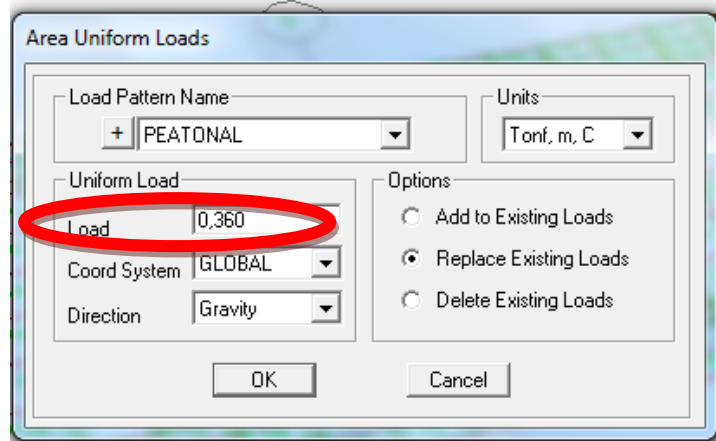 Area Uniform Loads
Load Pattern Name
+ PEATONAL
Units
Tonf, m, C
Uniform Load
Load 0,360
Coord System GLOBAL
Direction Gravity
Options
Add to Existing Loads
Replace Existing Loads
Delete Existing Loads
OK
Cancel